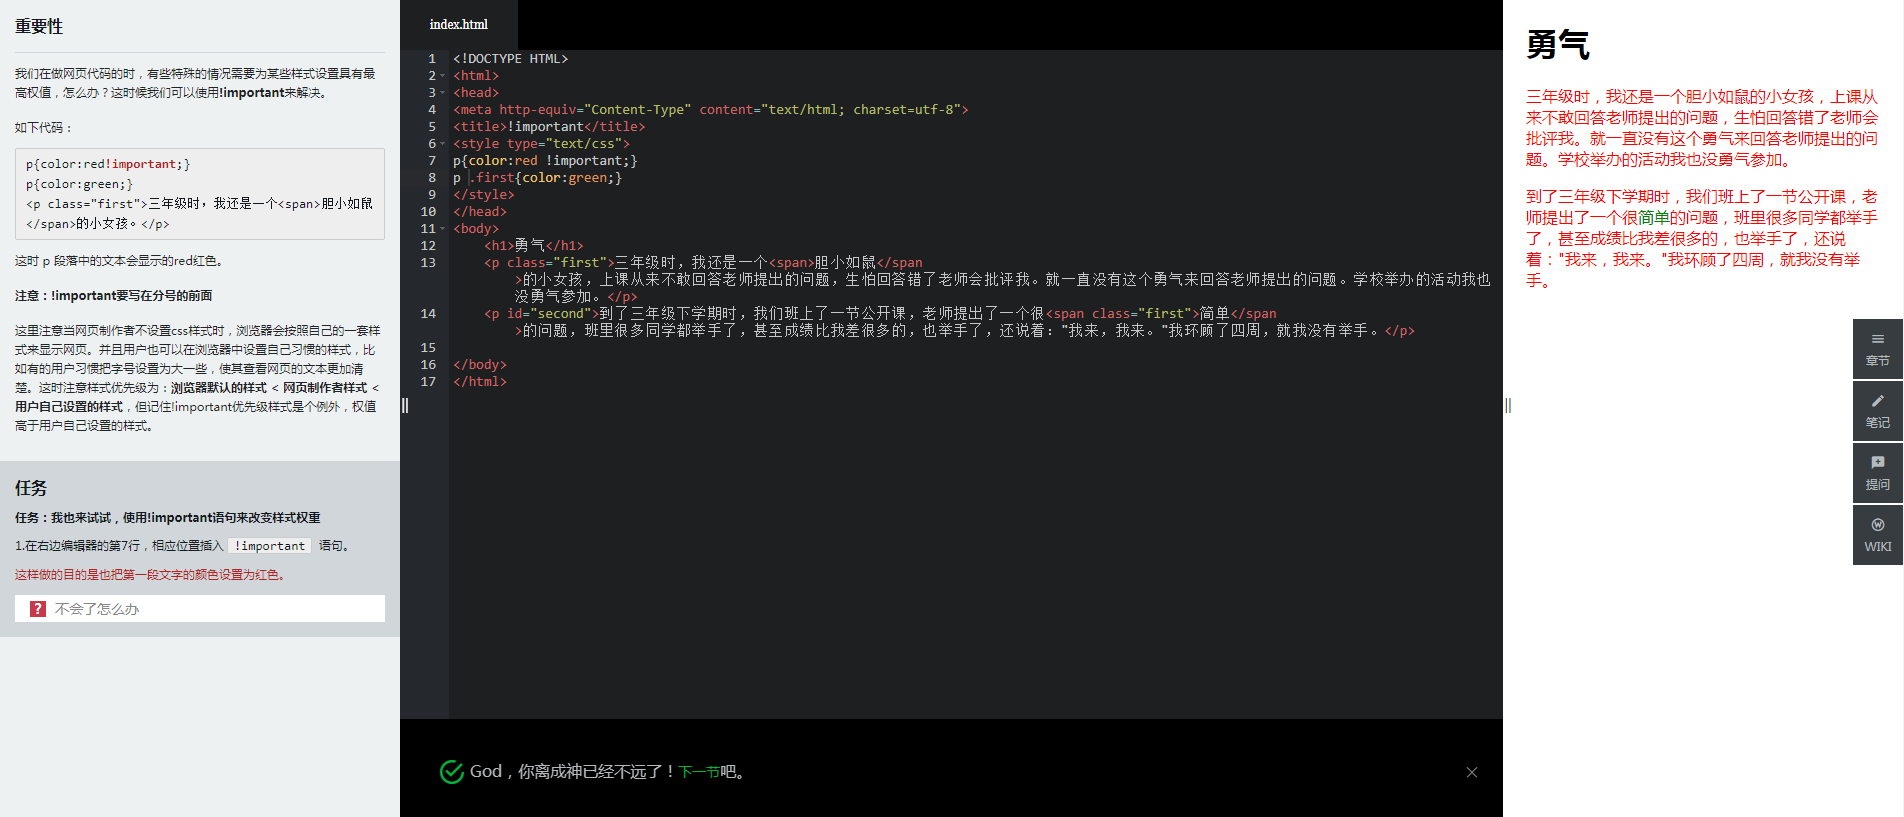 重要性
我们在做网页代码的时，有些特殊的情况需要为某些样式设置具有最
高权值，怎么办？这时候我们可以使用!important来解决。
如下代码：
p{color:red!important;}
p{color:green;}
<p class="first">三年级时，我还是一个<span>胆小如鼠
</span>的小女孩。</p>
这时 p 段落中的文本会显示的red红色。
注意：!important要写在分号的前面
这里注意当网页制作者不设置css样式时，浏览器会按照自己的一套样
式来显示网页。并且用户也可以在浏览器中设置自己习惯的样式，比
如有的用户习惯把字号设置为大一些，使其查看网页的文本更加清
楚。这时注意样式优先级为：浏览器默认的样式 < 网页制作者样式 <
用户自己设置的样式，但记住!important优先级样式是个例外，权值
高于用户自己设置的样式。
任务
任务：我也来试试，使用!important语句来改变样式权重
1.在右边编辑器的第7行，相应位置插入 !important 语句。
这样做的目的是也把第一段文字的颜色设置为红色。
? 不会了怎么办
index.html
1 <!DOCTYPE HTML>
2 <html>
3 <head>
4 <meta http-equiv="Content-Type" content="text/html; charset=utf-8">
5 <title>!important</title>
6 <style type="text/css">
7 p{color:red !important;}
8 p .first{color:green;}
9 </style>
10 </head>
11 <body>
12 <h1>勇气</h1>
13 <p class="first">三年级时，我还是一个<span>胆小如鼠</span
>的小女孩，上课从来不敢回答老师提出的问题，生怕回答错了老师会批评我。就一直没有这个勇气来回答老师提出的问题。学校举办的活动我也
没勇气参加。</p>
14 <p id="second">到了三年级下学期时，我们班上了一节公开课，老师提出了一个很<span class="first">简单</span
>的问题，班里很多同学都举手了，甚至成绩比我差很多的，也举手了，还说着："我来，我来。"我环顾了四周，就我没有举手。</p>
15
16 </body>
17 </html>
God，你离成神已经不远了！下一节吧。
勇气
三年级时，我还是一个胆小如鼠的小女孩，上课从
来不敢回答老师提出的问题，生怕回答错了老师会
批评我。就一直没有这个勇气来回答老师提出的问
题。学校举办的活动我也没勇气参加。
到了三年级下学期时，我们班上了一节公开课，老
师提出了一个很简单的问题，班里很多同学都举手
了，甚至成绩比我差很多的，也举手了，还说
着："我来，我来。"我环顾了四周，就我没有举
手。
章节
笔记
提问
WIKI